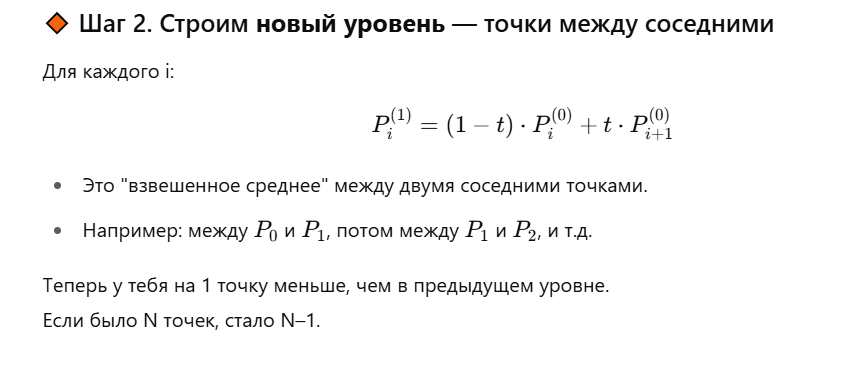 Шаг 2. Строим новый уровень — точки между соседними
Для каждого i:
P_i^{(1)} = (1 − t) · P_i^{(0)} + t · P_{i+1}^{(0)}
• Это "взвешенное среднее" между двумя соседними точками.
• Например: между P_0 и P_1, потом между P_1 и P_2, и т.д.
Теперь у тебя на 1 точку меньше, чем в предыдущем уровне.
Если было N точек, стало N–1.